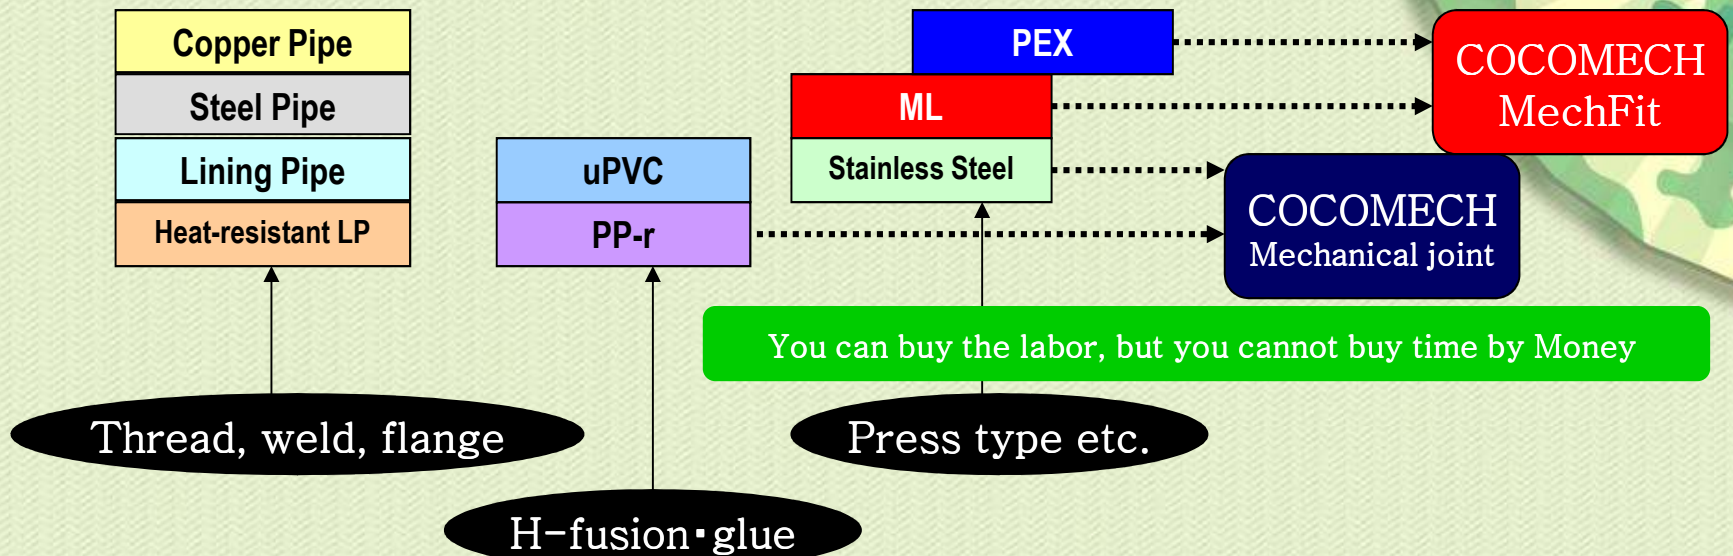 Copper Pipe
Steel Pipe
Lining Pipe
Heat-resistant LP
uPVC
PP-r
PEX
ML
Stainless Steel
COCOMECH
MechFit
COCOMECH
Mechanical joint
You can buy the labor, but you cannot buy time by Money
Thread, weld, flange
Press type etc.
H-fusion▪glue